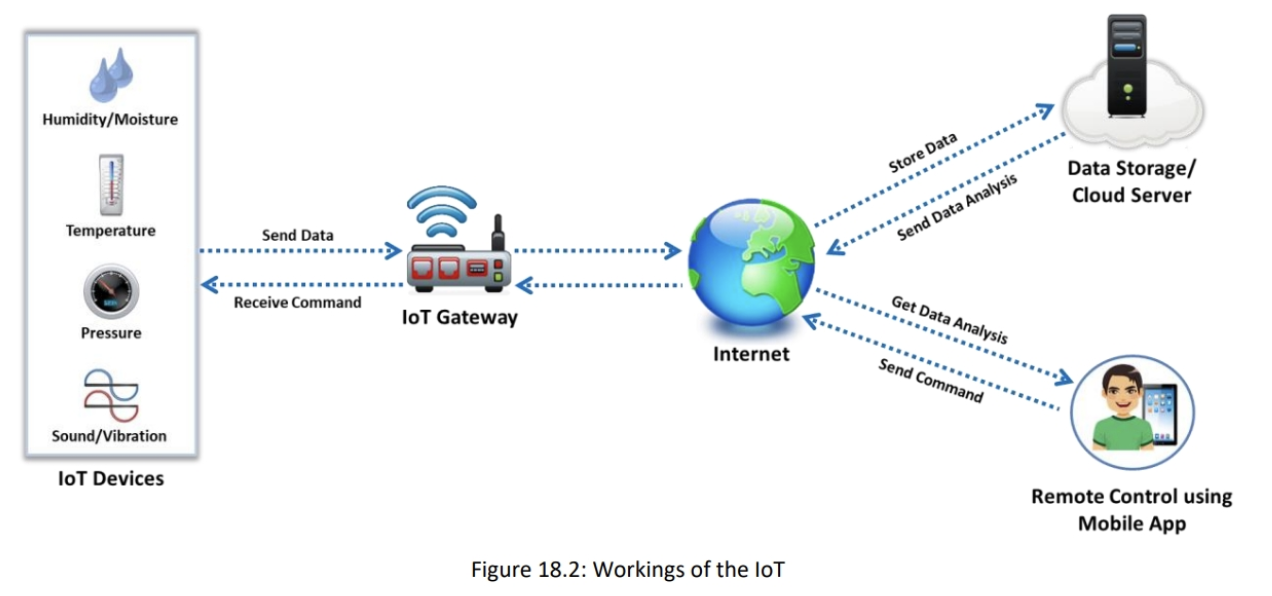 Humidity/Moisture
Temperature
Pressure
Sound/Vibration
IoT Devices
Send Data
Receive Command
IoT Gateway
Internet
Store Data
Send Data Analysis
Data Storage/
Cloud Server
Get Data Analysis
Send Command
Remote Control using
Mobile App
Figure 18.2: Workings of the IoT